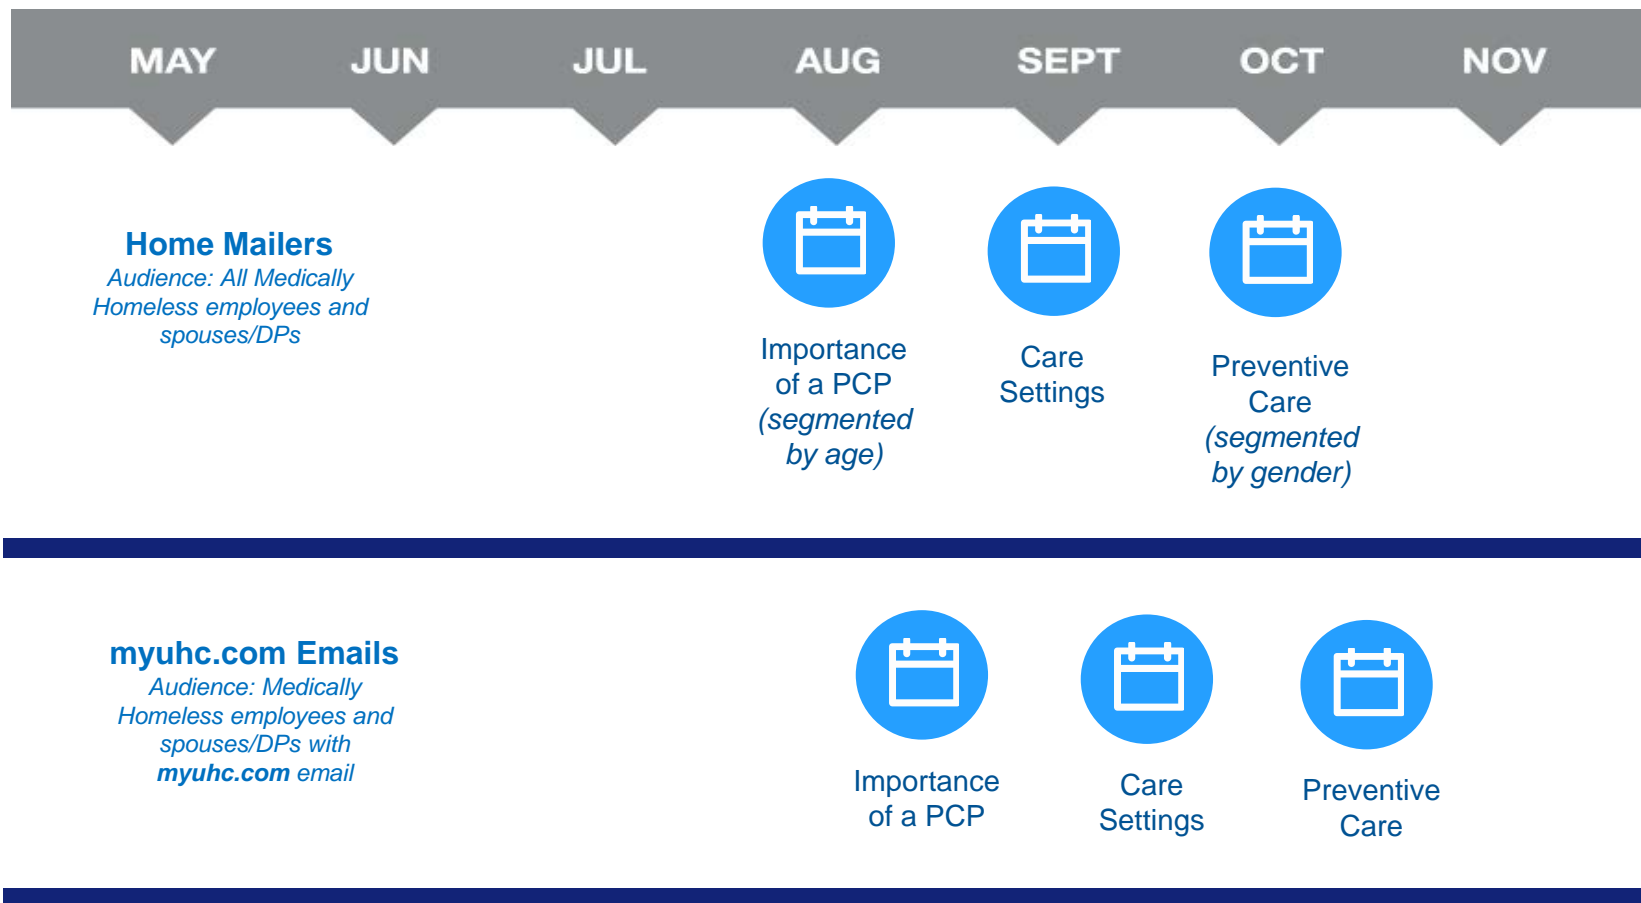 MAY JUN JUL AUG SEPT OCT NOV
Home Mailers
Audience: All Medically
Homeless employees and
spouses/DPs
Importance
of a PCP
(segmented
by age)
Care
Settings
Preventive
Care
(segmented
by gender)
myuhc.com Emails
Audience: Medically
Homeless employees and
spouses/DPs with
myuhc.com email
Importance
of a PCP
Care
Settings
Preventive
Care